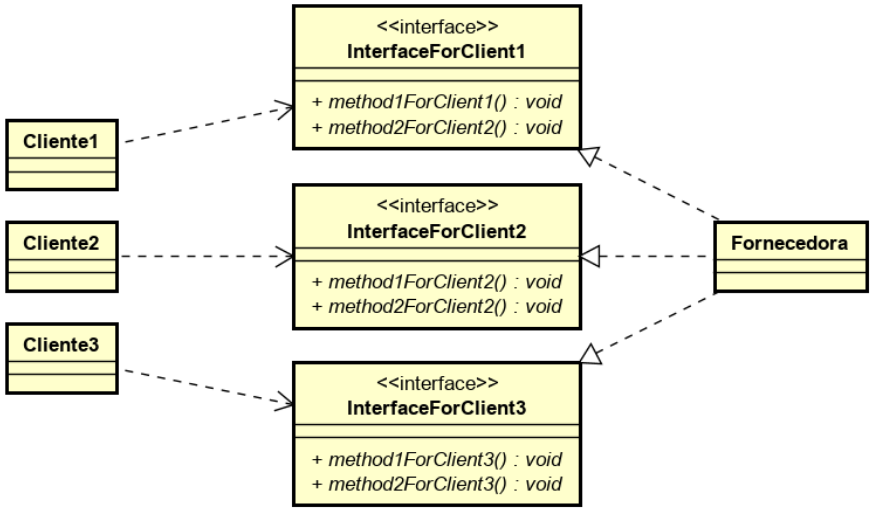 <<interface>>
InterfaceForClient1
+ method1ForClient1() : void
+ method2ForClient2() : void
Cliente1
<<interface>>
InterfaceForClient2
+ method1ForClient2() : void
+ method2ForClient2() : void
Cliente2
Fornecedora
Cliente3
<<interface>>
InterfaceForClient3
+ method1ForClient3() : void
+ method2ForClient3() : void